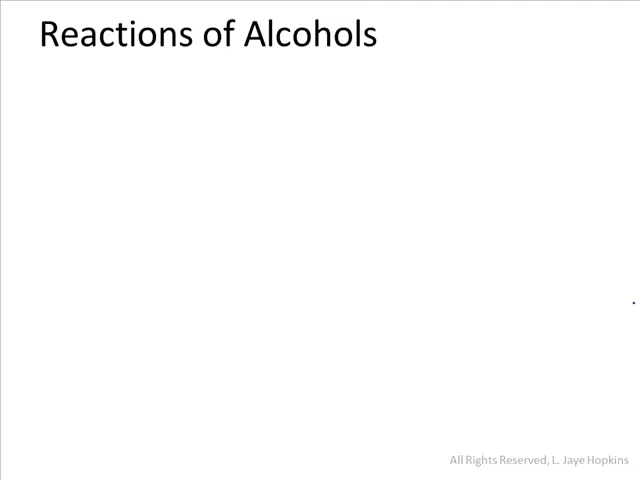 Reactions of Alcohols
All Rights Reserved, L. Jaye Hopkins